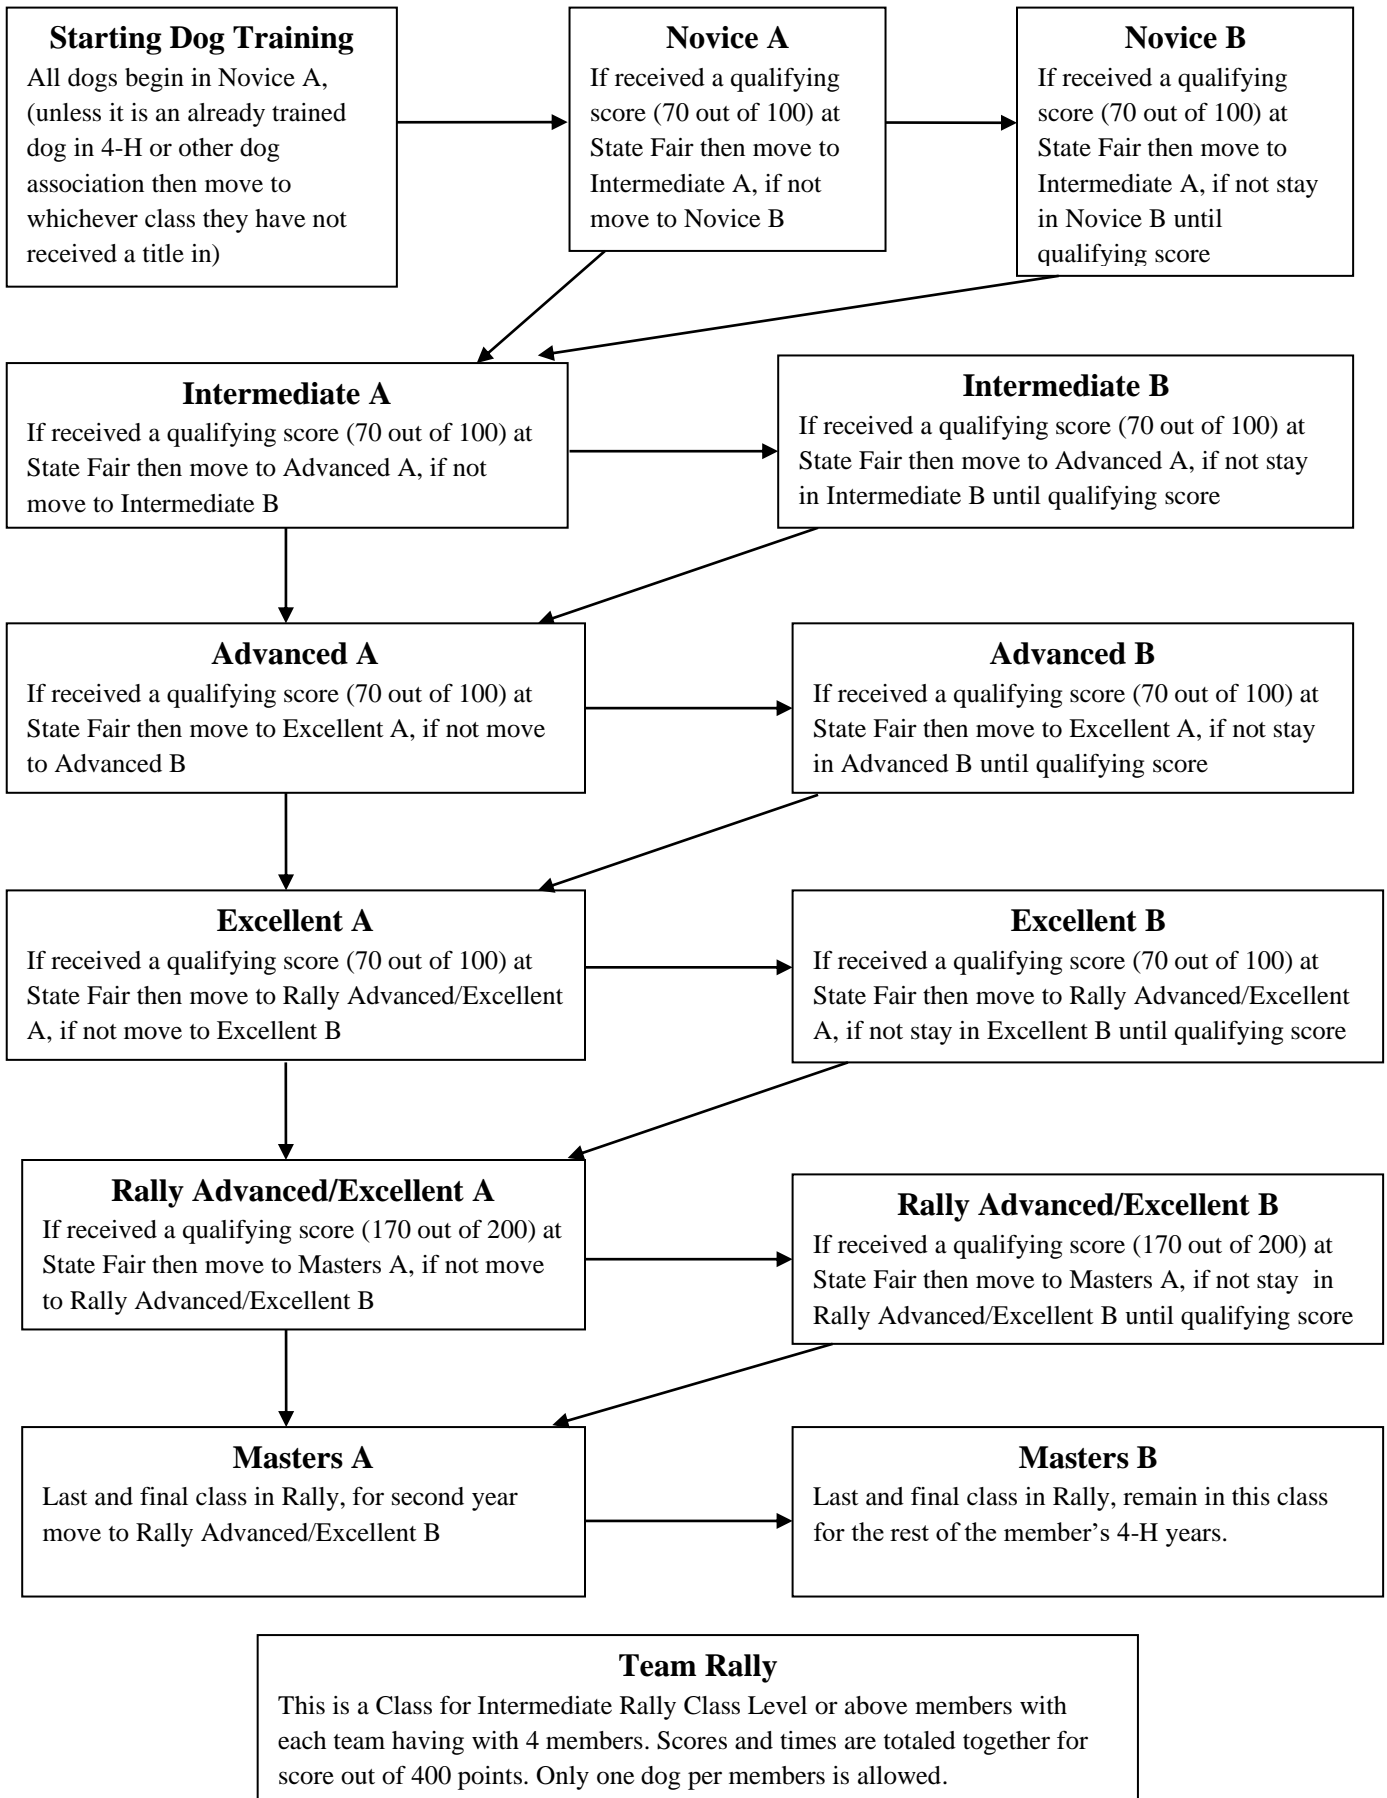 Starting Dog Training
All dogs begin in Novice A,
(unless it is an already trained
dog in 4-H or other dog
association then move to
whichever class they have not
received a title in)
Novice A
If received a qualifying
score (70 out of 100) at
State Fair then move to
Intermediate A, if not
move to Novice B
Novice B
If received a qualifying
score (70 out of 100) at
State Fair then move to
Intermediate A, if not stay
in Novice B until
qualifying score
Intermediate A
If received a qualifying score (70 out of 100) at
State Fair then move to Advanced A, if not
move to Intermediate B
Intermediate B
If received a qualifying score (70 out of 100) at
State Fair then move to Advanced A, if not stay
in Intermediate B until qualifying score
Advanced A
If received a qualifying score (70 out of 100) at
State Fair then move to Excellent A, if not move
to Advanced B
Advanced B
If received a qualifying score (70 out of 100) at
State Fair then move to Excellent A, if not stay
in Advanced B until qualifying score
Excellent A
If received a qualifying score (70 out of 100) at
State Fair then move to Rally Advanced/Excellent
A, if not move to Excellent B
Excellent B
If received a qualifying score (70 out of 100) at
State Fair then move to Rally Advanced/Excellent
A, if not stay in Excellent B until qualifying score
Rally Advanced/Excellent A
If received a qualifying score (170 out of 200) at
State Fair then move to Masters A, if not move
to Rally Advanced/Excellent B
Rally Advanced/Excellent B
If received a qualifying score (170 out of 200) at
State Fair then move to Masters A, if not stay  in
Rally Advanced/Excellent B until qualifying score
Masters A
Last and final class in Rally, for second year
move to Rally Advanced/Excellent B
Masters B
Last and final class in Rally, remain in this class
for the rest of the member’s 4-H years.
Team Rally
This is a Class for Intermediate Rally Class Level or above members with
each team having with 4 members. Scores and times are totaled together for
score out of 400 points. Only one dog per members is allowed.